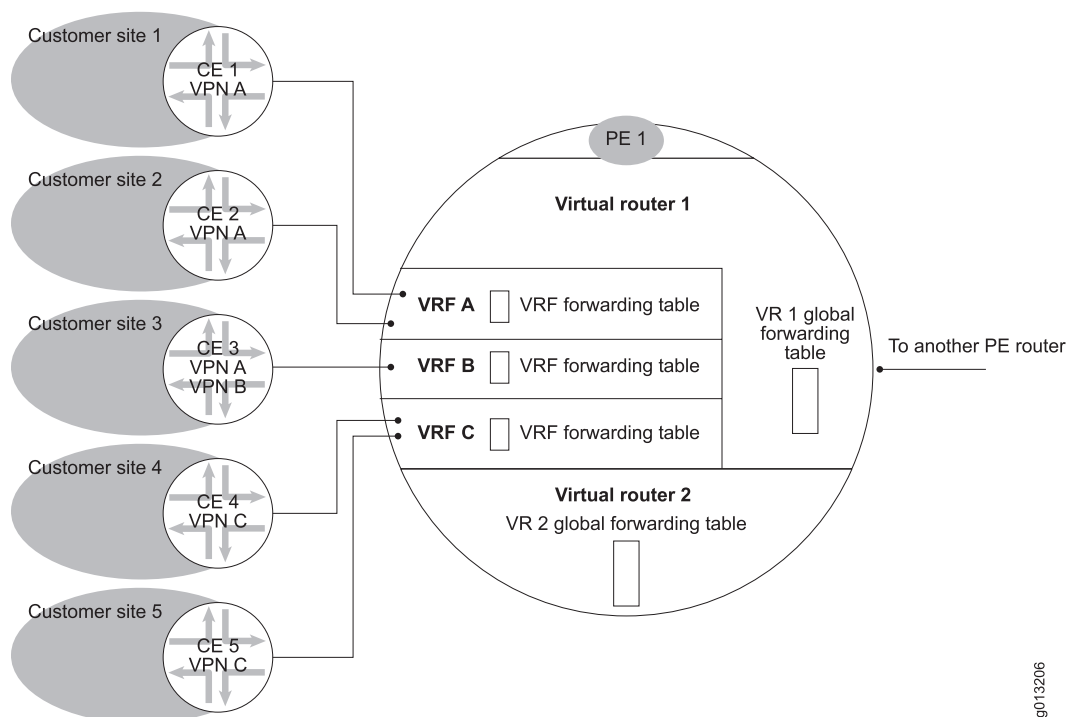 Customer site 1
CE 1
VPN A
Customer site 2
CE 2
VPN A
Customer site 3
CE 3
VPN A
VPN B
Customer site 4
CE 4
VPN C
Customer site 5
CE 5
VPN C
PE 1
Virtual router 1
VRF A VRF forwarding table
VRF B VRF forwarding table
VRF C VRF forwarding table
VR 1 global
forwarding
table
To another PE router
Virtual router 2
VR 2 global forwarding table
g013206